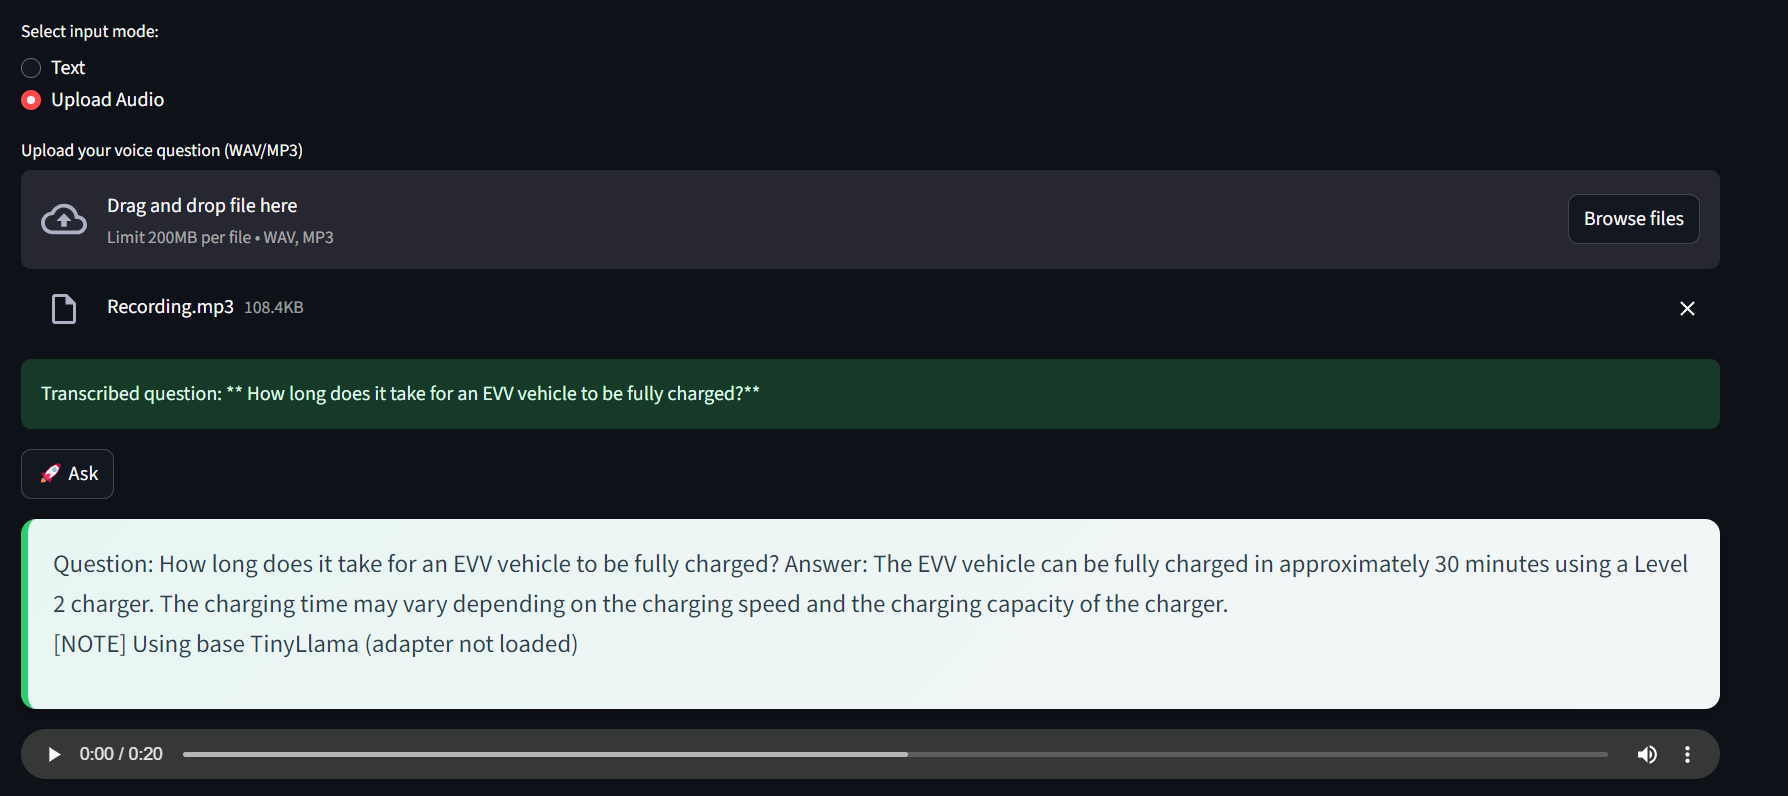 Select input mode:
Text
Upload Audio
Upload your voice question (WAV/MP3)
Drag and drop file here
Limit 200MB per file • WAV, MP3
Browse files
Recording.mp3 108.4KB
Transcribed question: ** How long does it take for an EVV vehicle to be fully charged?**
🚀 Ask
Question: How long does it take for an EVV vehicle to be fully charged? Answer: The EVV vehicle can be fully charged in approximately 30 minutes using a Level
2 charger. The charging time may vary depending on the charging speed and the charging capacity of the charger.
[NOTE] Using base TinyLlama (adapter not loaded)
0:00 / 0:20